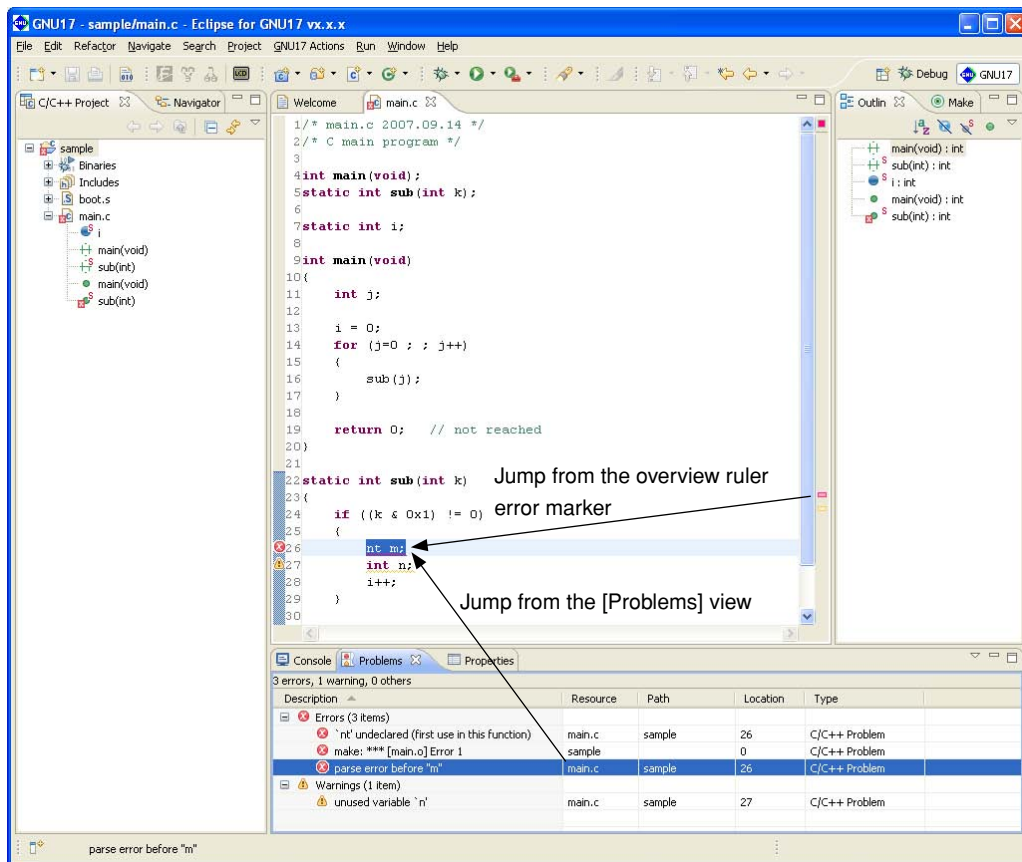 GNU17 - sample/main.c - Eclipse for GNU17 vx.x.x
File Edit Refactor Navigate Search Project GNU17 Actions Run Window Help
Debug GNU17
C/C++ Project Navigator
sample
Binaries
Includes
boot.s
main.c
i
main(void)
sub(int)
main(void)
sub(int)
Welcome main.c
1/* main.c 2007.09.14 */
2/* C main program */
3
4int main(void);
5static int sub(int k);
6
7static int i;
8
9int main(void)
10{
11 int j;
12
13 i = 0;
14 for (j=0 ; ; j++)
15 {
16 sub(j);
17 }
18
19 return 0; // not reached
20}
21
22static int sub(int k)
23{
24 if ((k & 0x1) != 0)
25 {
26 nt m;
27 int n;
28 i++;
29 }
30
Jump from the overview ruler
error marker
Jump from the [Problems] view
Outlin Make
main(void) : int
sub(int) : int
i : int
main(void) : int
sub(int) : int
Console Problems Properties
3 errors, 1 warning, 0 others
Description Resource Path Location Type
Errors (3 items)
`nt' undeclared (first use in this function) main.c sample 26 C/C++ Problem
make: *** [main.o] Error 1 sample 0 C/C++ Problem
parse error before "m" main.c sample 26 C/C++ Problem
Warnings (1 item)
unused variable `n' main.c sample 27 C/C++ Problem
parse error before "m"